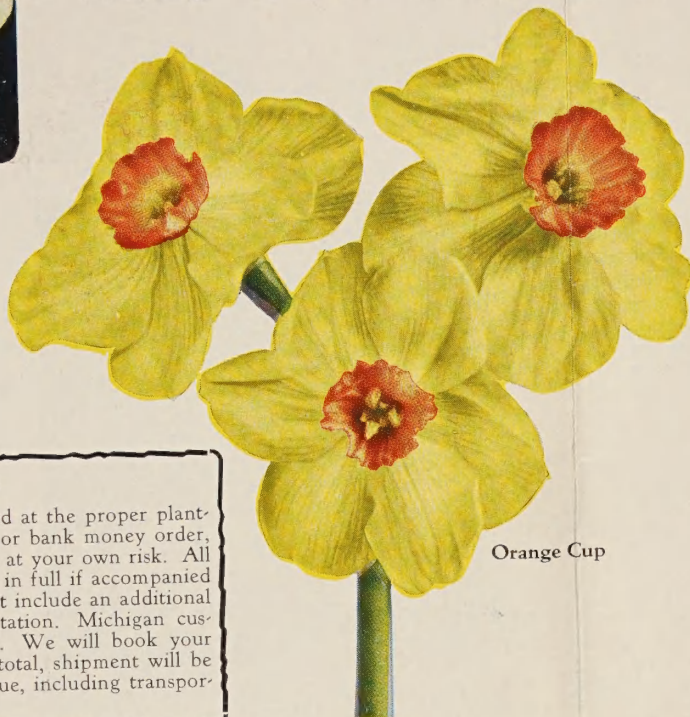 Orange Cup
d at the proper plant-
or bank money order,
at your own risk. All
in full if accompanied
t include an additional
tation. Michigan cus-
. We will book your
total, shipment will be
ue, including transpor-